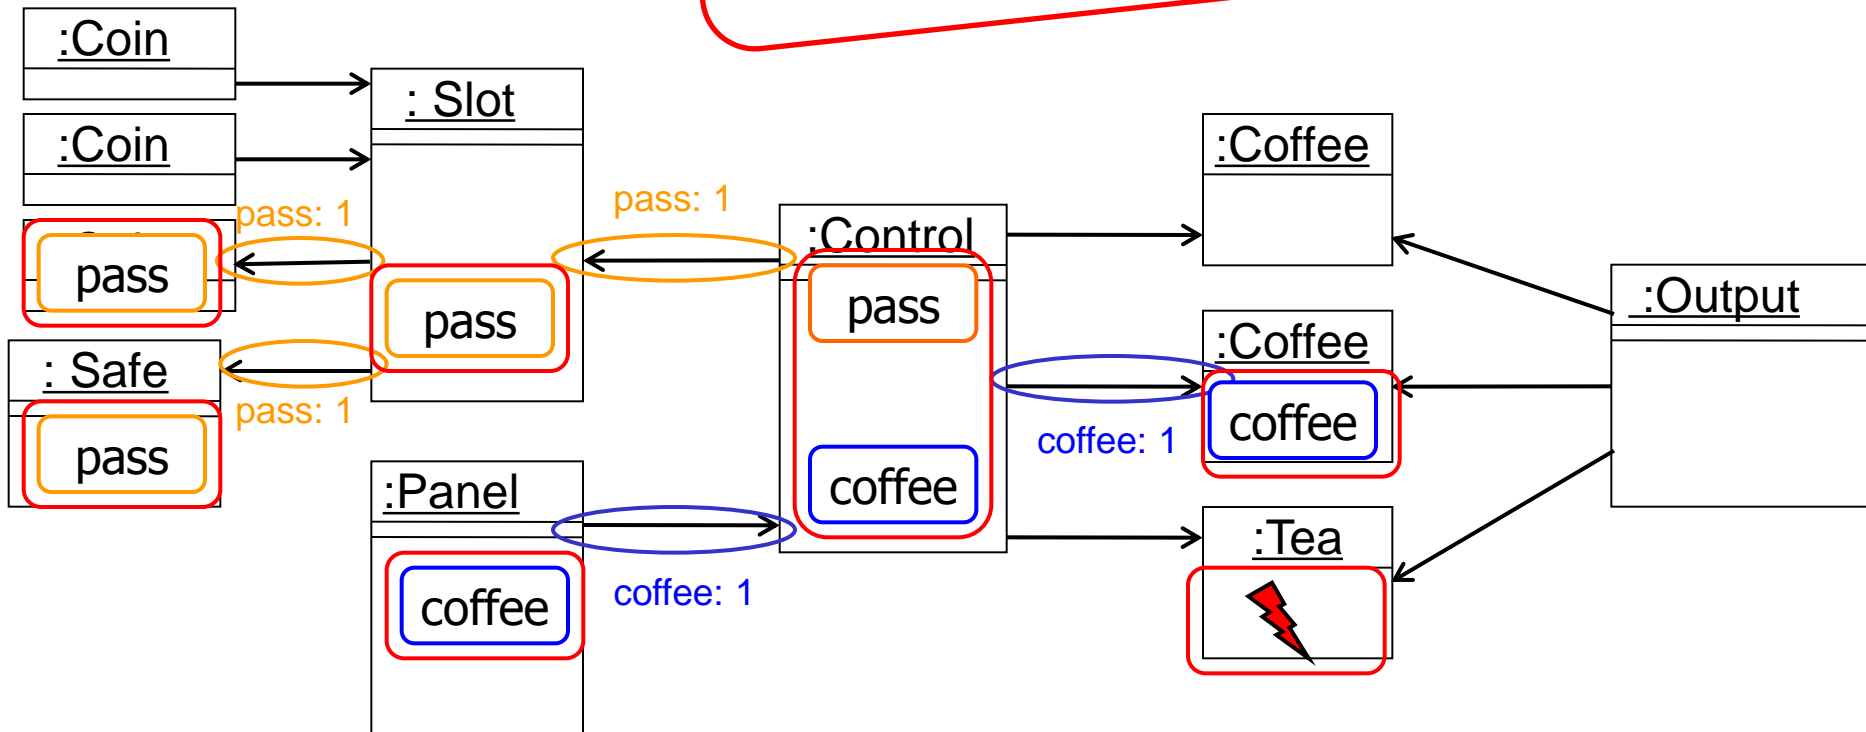 :Coin
: Slot
:Coin
:Coffee
pass: 1
pass: 1
:Control
pass
pass
pass
:Output
: Safe
:Coffee
pass: 1
pass
coffee
coffee: 1
:Panel
coffee
:Tea
coffee
coffee: 1